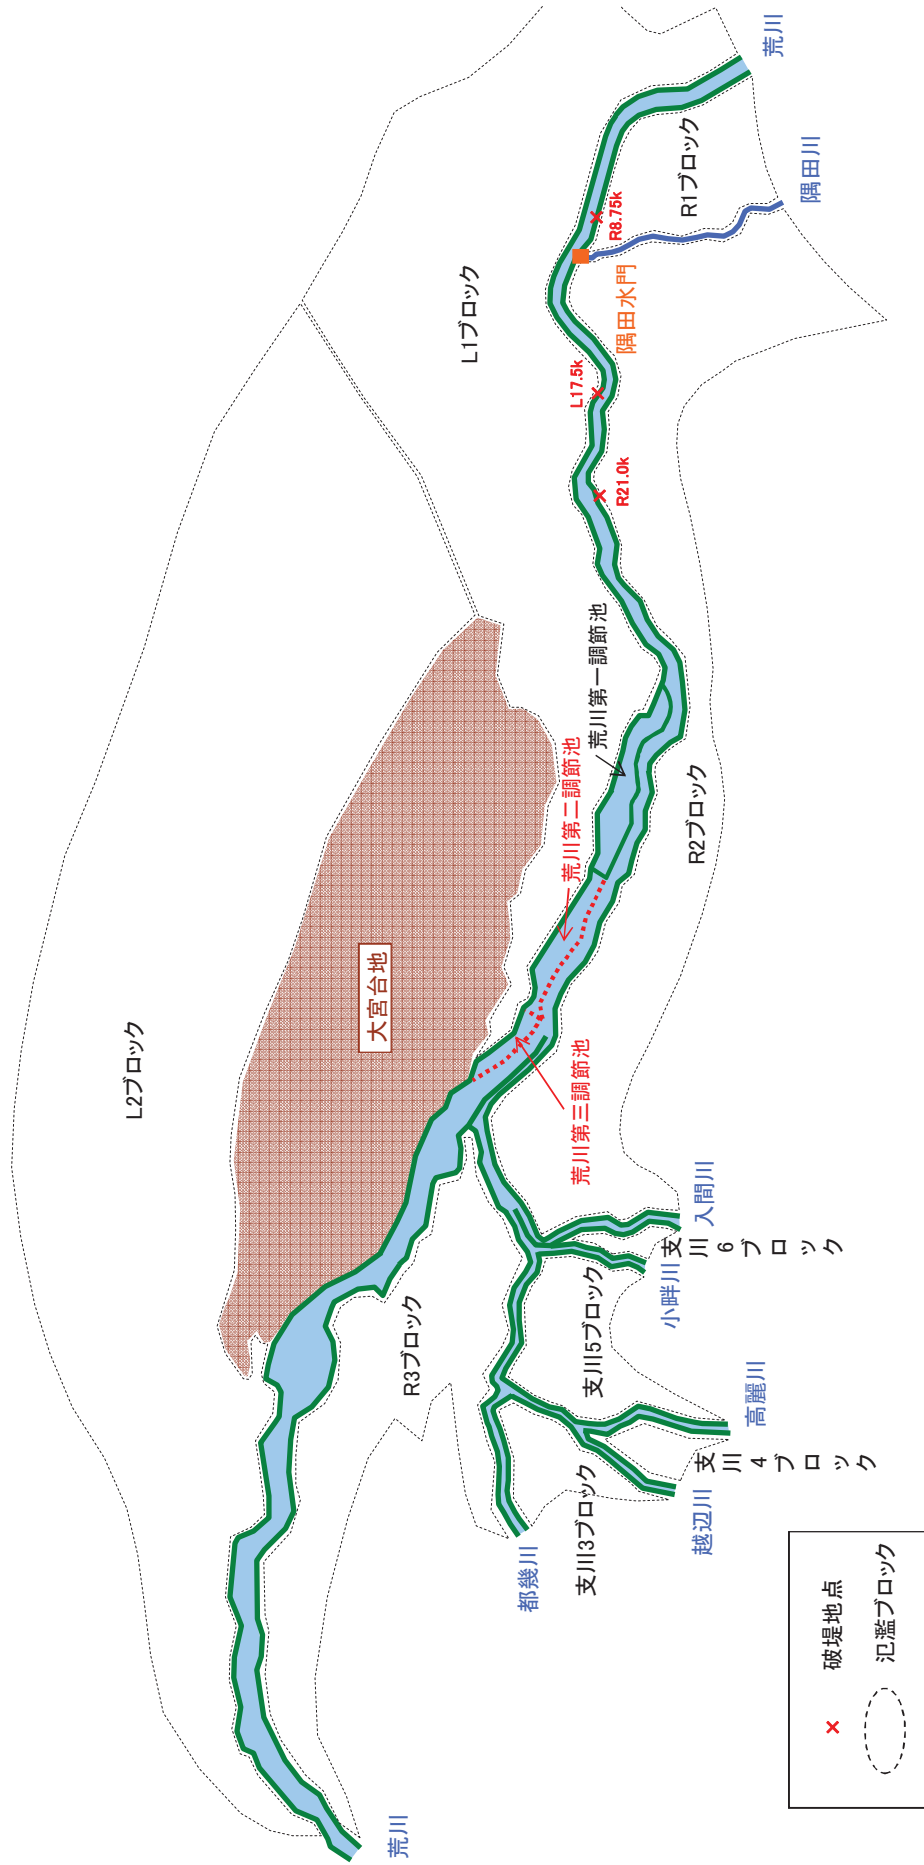 荒川
隅田川
R1ブロック
R8.75k
隅田水門
L1ブロック
L17.5k
R21.0k
荒川第一調節池
荒川第二調節池
R2ブロック
大宮台地
L2ブロック
荒川第三調節池
入間川
支川6ブロック
小畔川
支川5ブロック
R3ブロック
高麗川
支川4ブロック
越辺川
支川3ブロック
都幾川
荒川
× 破堤地点
氾濫ブロック